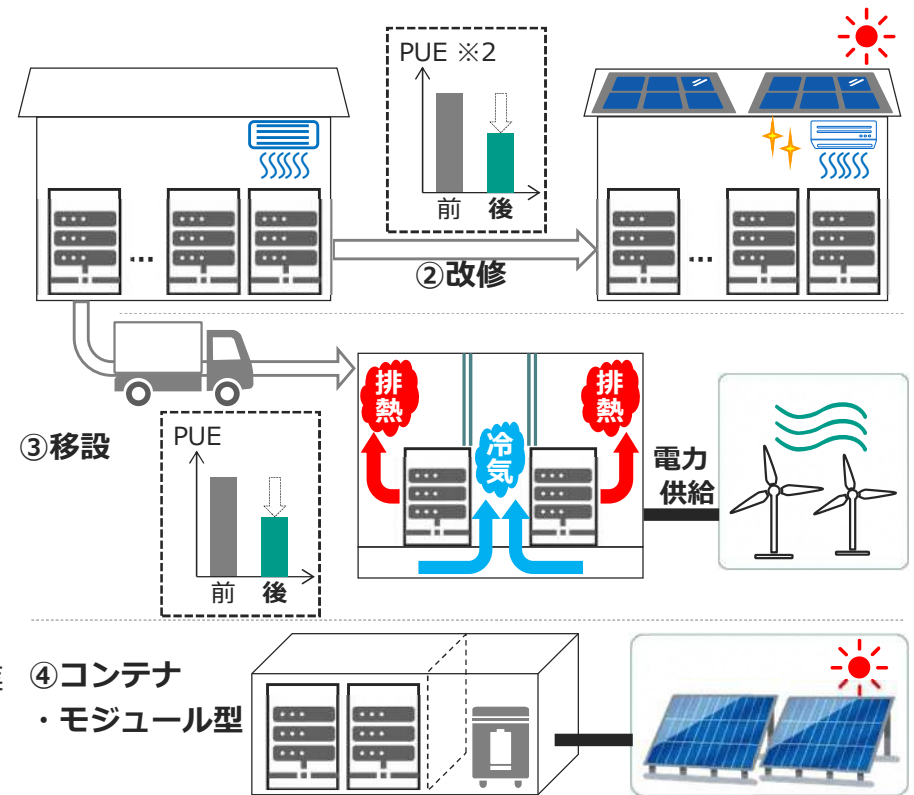 PUE ※2
前 後
...
...
②改修
排熱
冷気
排熱
③移設
PUE
前 後
電力
供給
④コンテナ
・モジュール型